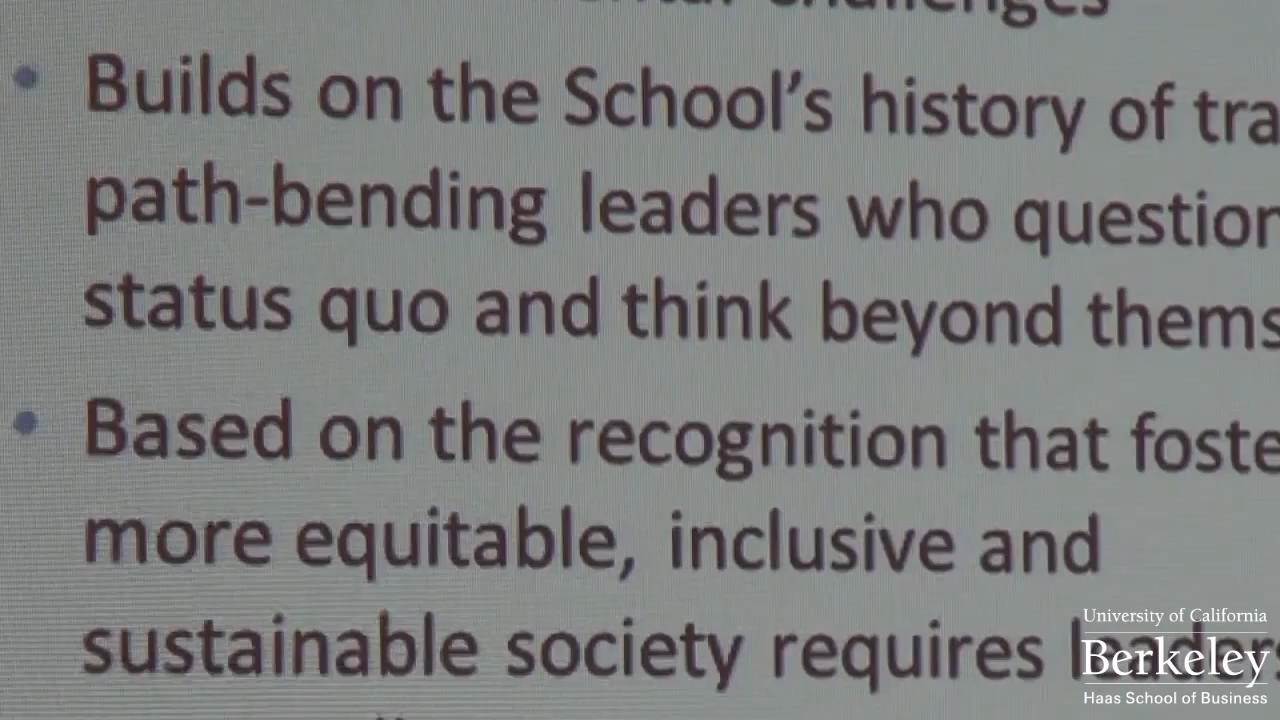 challenges
• Builds on the School's history of tra
path-bending leaders who question
status quo and think beyond thems
• Based on the recognition that foste
more equitable, inclusive and
sustainable society requires leaders
University of California
Berkeley
Haas School of Business